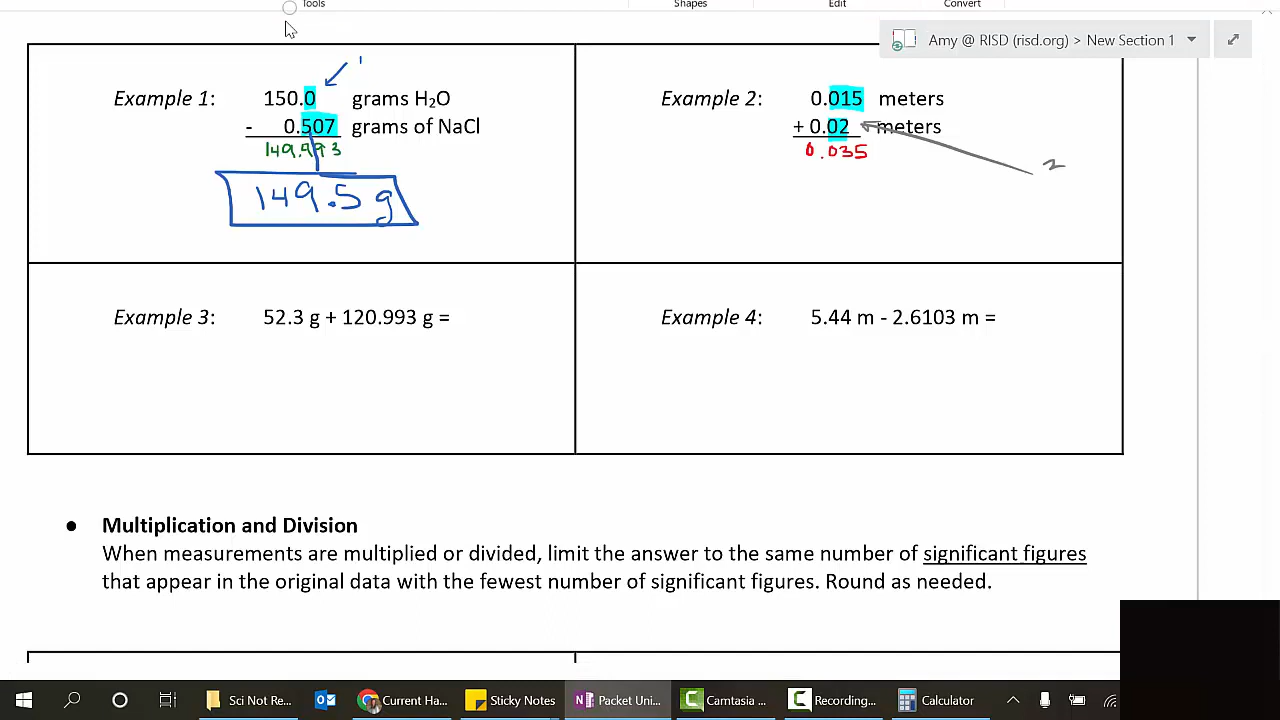 Tools Shapes Edit Convert
Amy @ RISD (risd.org) > New Section 1
Example 1: 150.0 grams H₂O
- 0.507 grams of NaCl
149.993
149.5 g
Example 2: 0.015 meters
+ 0.02 meters
0.035
2
Example 3: 52.3 g + 120.993 g =
Example 4: 5.44 m - 2.6103 m =
● Multiplication and Division
When measurements are multiplied or divided, limit the answer to the same number of significant figures
that appear in the original data with the fewest number of significant figures. Round as needed.
Sci Not Re... Current Ha... Sticky Notes Packet Uni... Camtasia ... Recording... Calculator